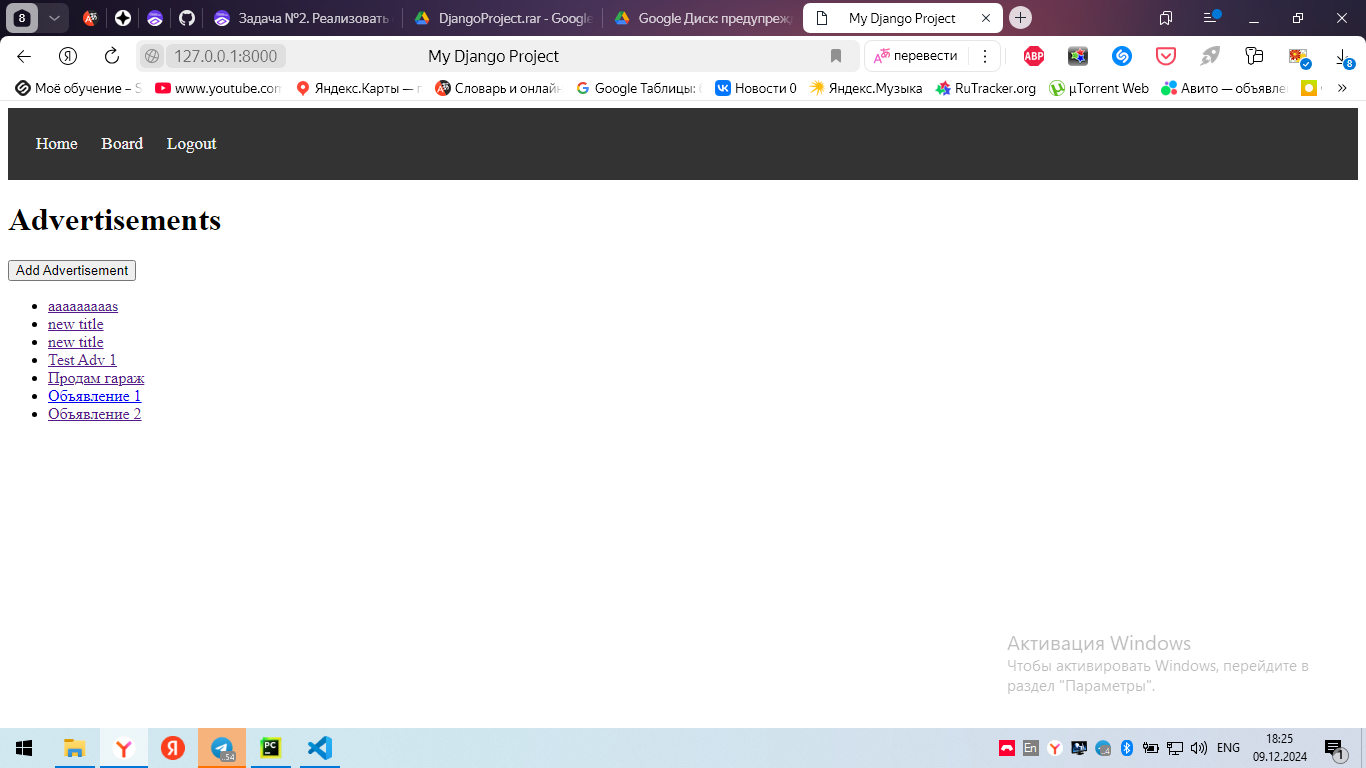 8
Задача №2. Реализовать
DjangoProject.rar - Google
Google Диск: предупреж
My Django Project
Я
127.0.0.1:8000
My Django Project
перевести
ABP
8
Моё обучение – S
www.youtube.com
Яндекс.Карты — г
Словарь и онлайн
Google Таблицы:
Новости 0
Яндекс.Музыка
RuTracker.org
µTorrent Web
Авито — объявле
Home
Board
Logout
Advertisements
Add Advertisement
aaaaaaaaas
new title
new title
Test Adv 1
Продам гараж
Объявление 1
Объявление 2
Активация Windows
Чтобы активировать Windows, перейдите в
раздел "Параметры".
Я
54
PC
En
ENG
18:25
09.12.2024
1